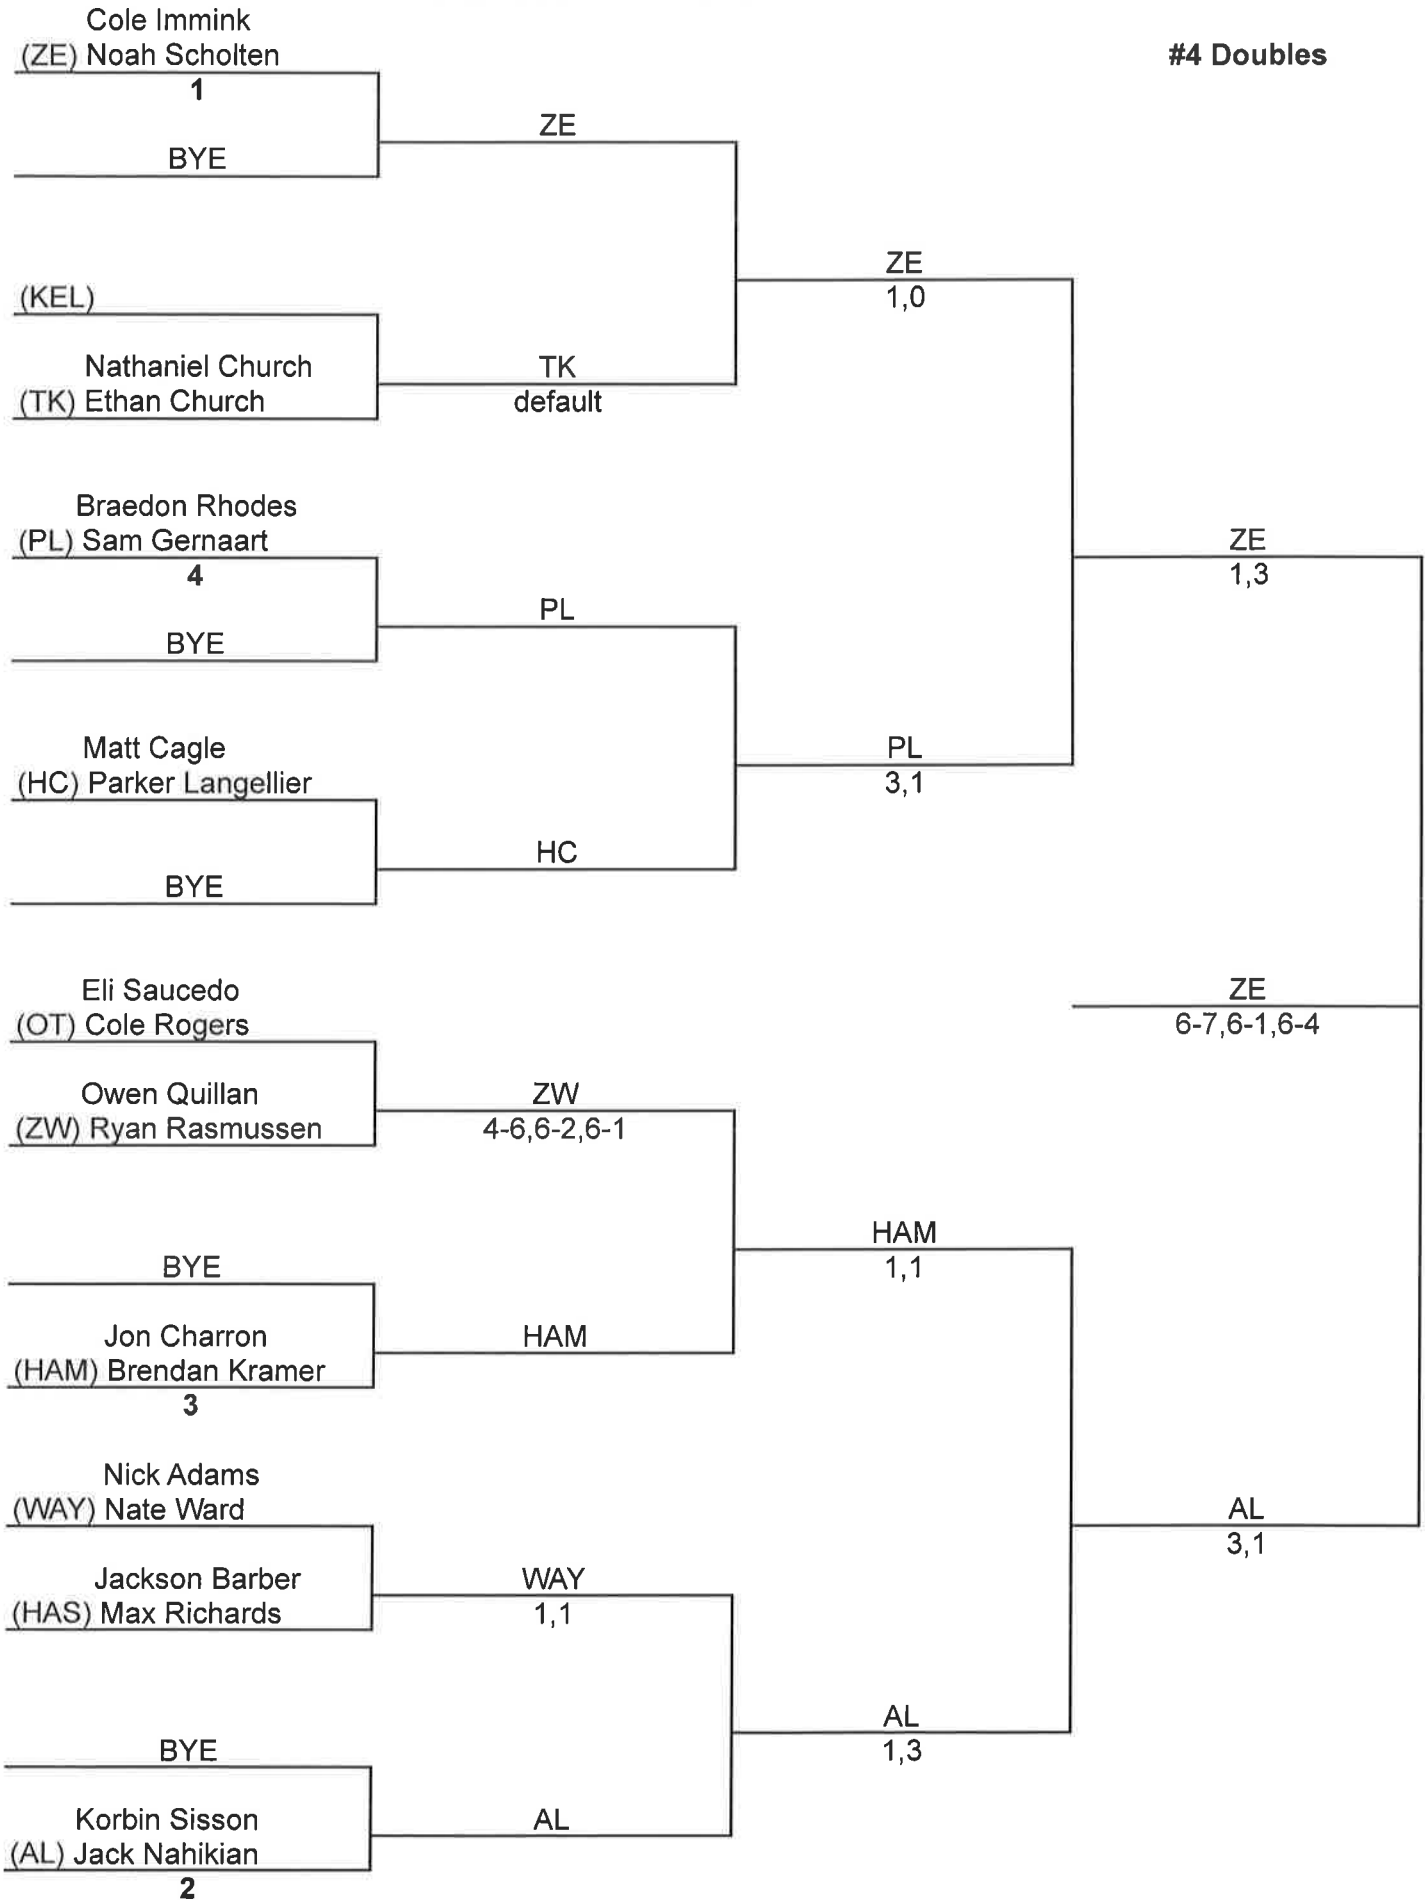 Cole Immink
(ZE) Noah Scholten
1
BYE
(KEL)
Nathaniel Church
(TK) Ethan Church
Braedon Rhodes
(PL) Sam Gernaart
4
BYE
Matt Cagle
(HC) Parker Langellier
BYE
Eli Saucedo
(OT) Cole Rogers
Owen Quillan
(ZW) Ryan Rasmussen
BYE
Jon Charron
(HAM) Brendan Kramer
3
Nick Adams
(WAY) Nate Ward
Jackson Barber
(HAS) Max Richards
BYE
Korbin Sisson
(AL) Jack Nahikian
2
ZE
TK
default
PL
HC
ZW
4-6,6-2,6-1
HAM
WAY
1,1
AL
ZE
1,0
PL
3,1
HAM
1,1
AL
1,3
#4 Doubles
ZE
1,3
ZE
6-7,6-1,6-4
AL
3,1